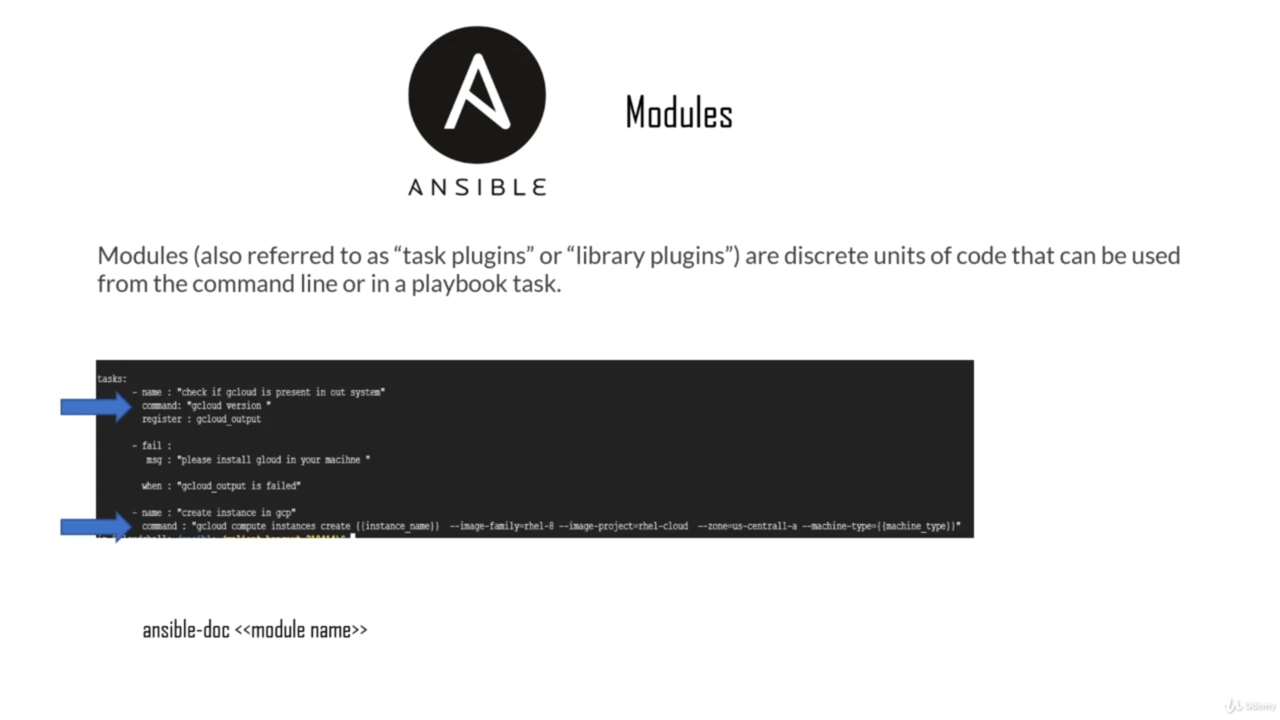 ANSIBLE
Modules
Modules (also referred to as “task plugins” or “library plugins”) are discrete units of code that can be used
from the command line or in a playbook task.
tasks:
- name : "check if gcloud is present in out system"
command: "gcloud version "
register : gcloud_output
- fail :
msg : "please install gloud in your macihne "
when : "gcloud_output is failed"
- name : "create instance in gcp"
command : "gcloud compute instances create {{instance_name}} --image-family=rhel-8 --image-project=rhel-cloud --zone=us-central1-a --machine-type={{machine_type}}"
ansible-doc <<module name>>
Udemy